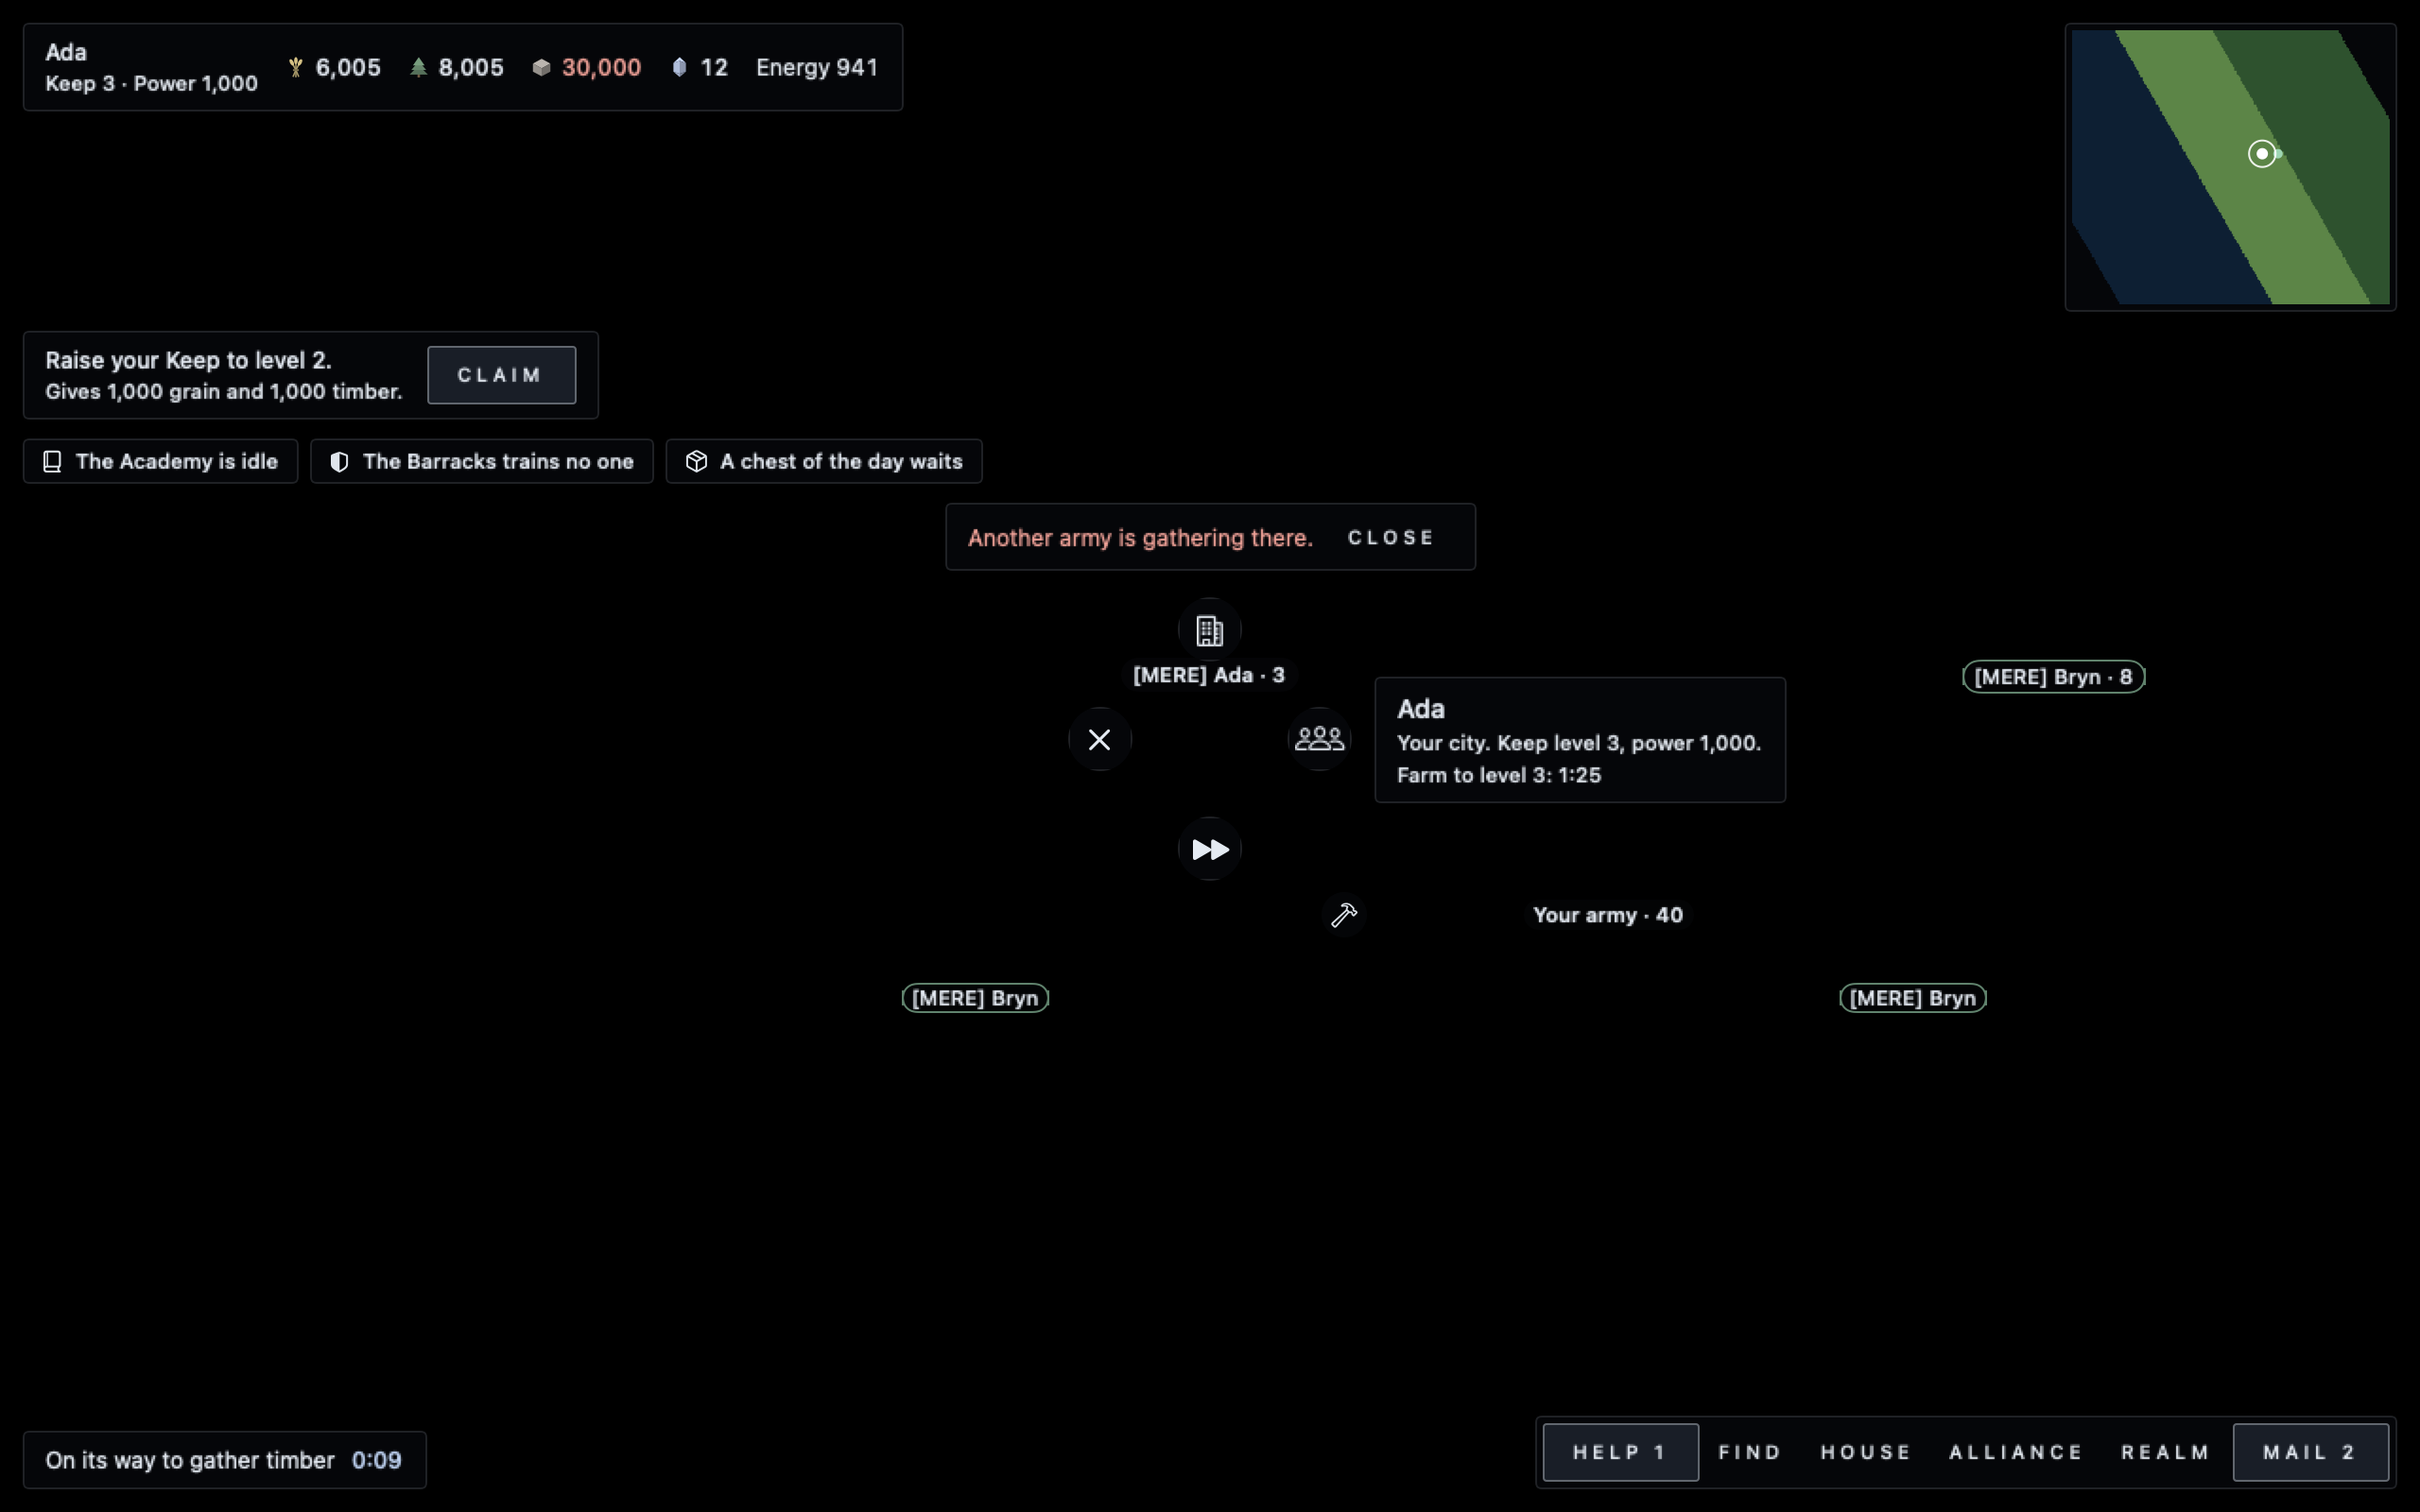 Ada
Keep 3 · Power 1,000
6,005
8,005
30,000
12
Energy 941
Raise your Keep to level 2.
Gives 1,000 grain and 1,000 timber.
CLAIM
The Academy is idle
The Barracks trains no one
A chest of the day waits
Another army is gathering there.
CLOSE
[MERE] Ada · 3
[MERE] Bryn · 8
Ada
Your city. Keep level 3, power 1,000.
Farm to level 3: 1:25
Your army · 40
[MERE] Bryn
[MERE] Bryn
On its way to gather timber 0:09
HELP 1
FIND
HOUSE
ALLIANCE
REALM
MAIL 2